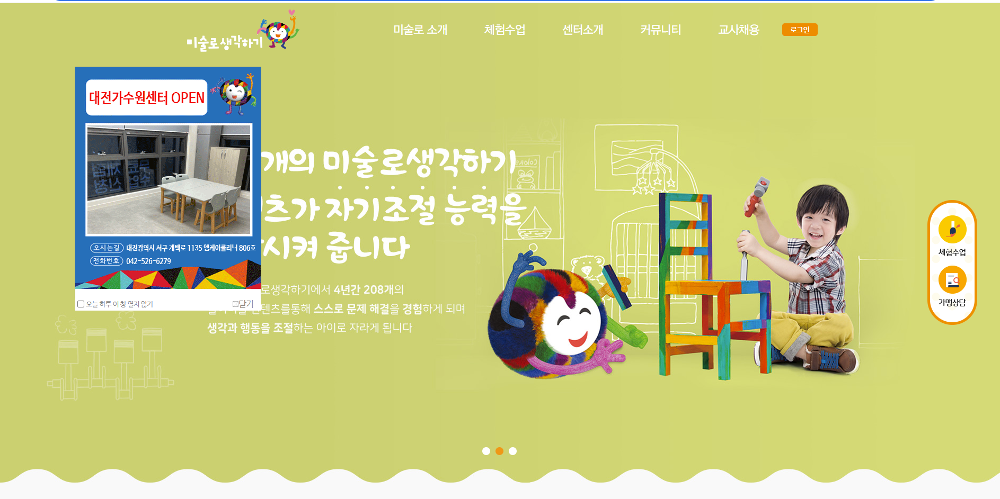 미술로생각하기
미술로 소개
체험수업
센터소개
커뮤니티
교사채용
로그인
대전가수원센터 OPEN
오시는길 대전광역시 서구 계백로 1135 엠케이클리닉 806호
전화번호 042-526-6279
오늘 하루 이 창 열지 않기
닫기
개의 미술로생각하기
츠가 자기조절 능력을
시켜 줍니다
로생각하기에서 4년간 208개의
텐츠를통해 스스로 문제 해결을 경험하게 되며
생각과 행동을 조절하는 아이로 자라게 됩니다
체험수업
가맹상담